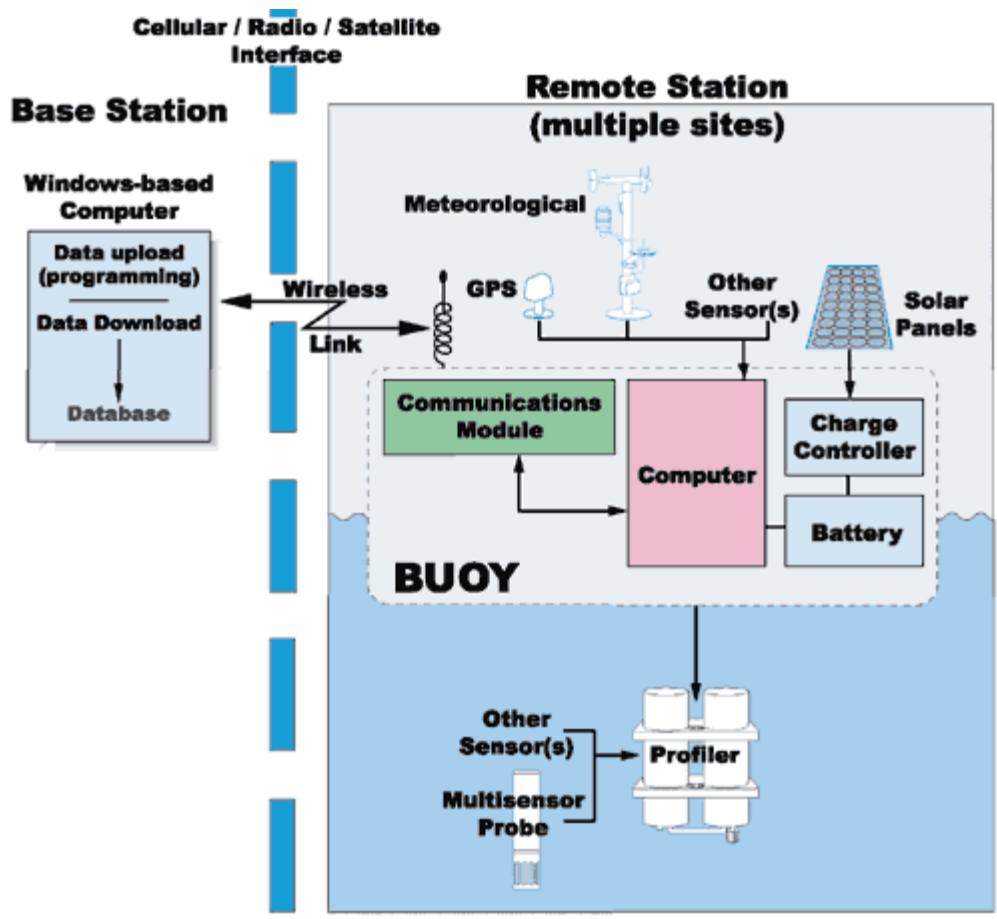 Cellular / Radio / Satellite
Interface
Base Station
Remote Station
(multiple sites)
Windows-based
Computer
Data upload
(programming)
Data Download
Database
Wireless
Link
Meteorological
GPS
Other
Sensor(s)
Solar
Panels
Communications
Module
Computer
Charge
Controller
Battery
BUOY
Other
Sensor(s)
Profiler
Multisensor
Probe